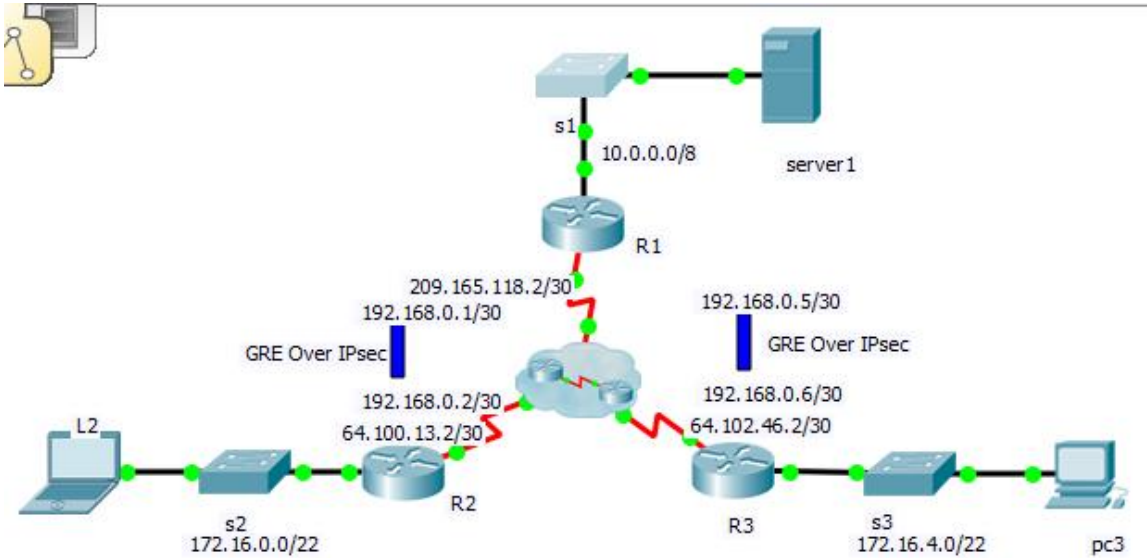 s1
10.0.0.0/8
server1
R1
209.165.118.2/30
192.168.0.1/30
192.168.0.5/30
GRE Over IPsec
GRE Over IPsec
192.168.0.2/30
192.168.0.6/30
64.100.13.2/30
64.102.46.2/30
L2
R2
R3
s2
172.16.0.0/22
s3
172.16.4.0/22
pc3